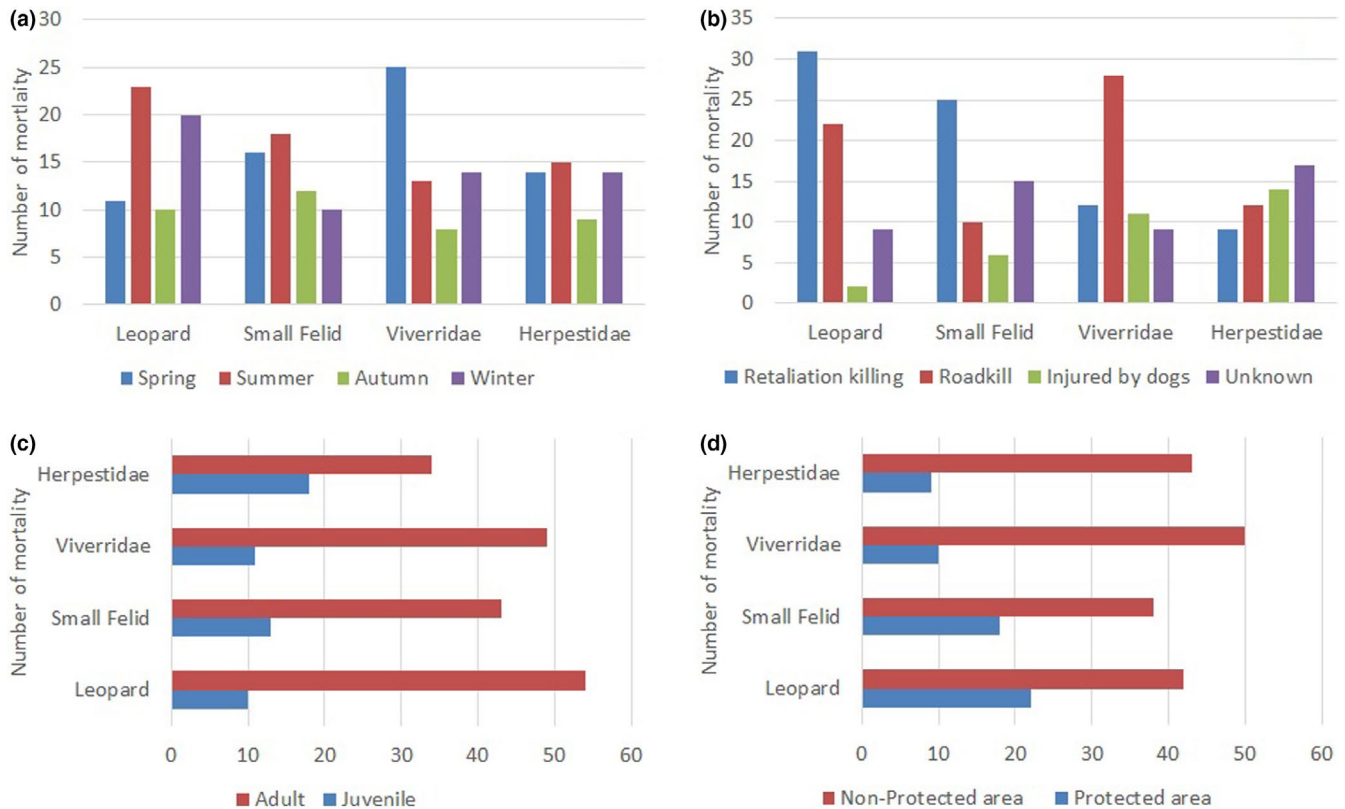 (a)
30
25
20
15
10
5
0
Number of mortlaity
Leopard Small Felid Viverridae Herpestidae
Spring Summer Autumn Winter
(b)
35
30
25
20
15
10
5
0
Number of mortality
Leopard Small Felid Viverridae Herpestidae
Retaliation killing Roadkill Injured by dogs Unknown
(c)
Number of mortality
Herpestidae
Viverridae
Small Felid
Leopard
0 10 20 30 40 50 60
Adult Juvenile
(d)
Number of mortality
Herpestidae
Viverridae
Small Felid
Leopard
0 10 20 30 40 50 60
Non-Protected area Protected area